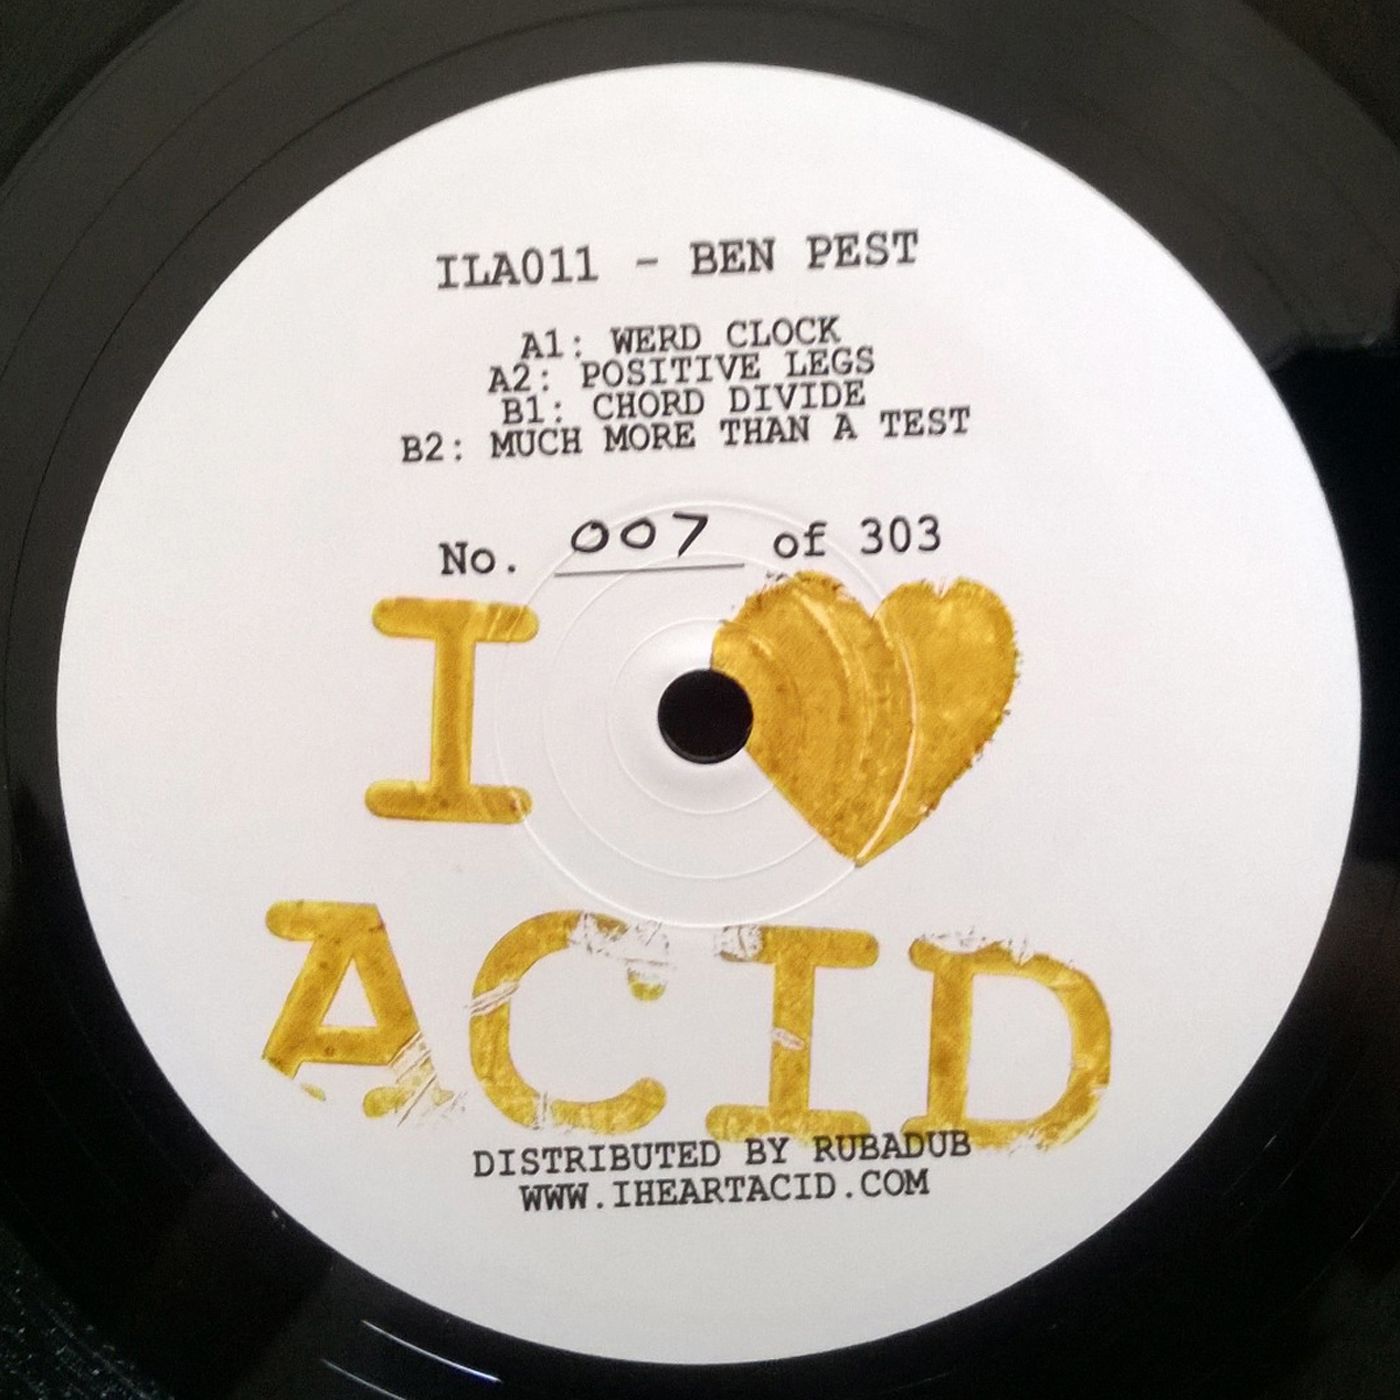 ILA011 - BEN PEST
A1: WERD CLOCK
A2: POSITIVE LEGS
B1: CHORD DIVIDE
B2: MUCH MORE THAN A TEST
No. 007 of 303
I
ACID
DISTRIBUTED BY RUBADUB
WWW.IHEARTACID.COM